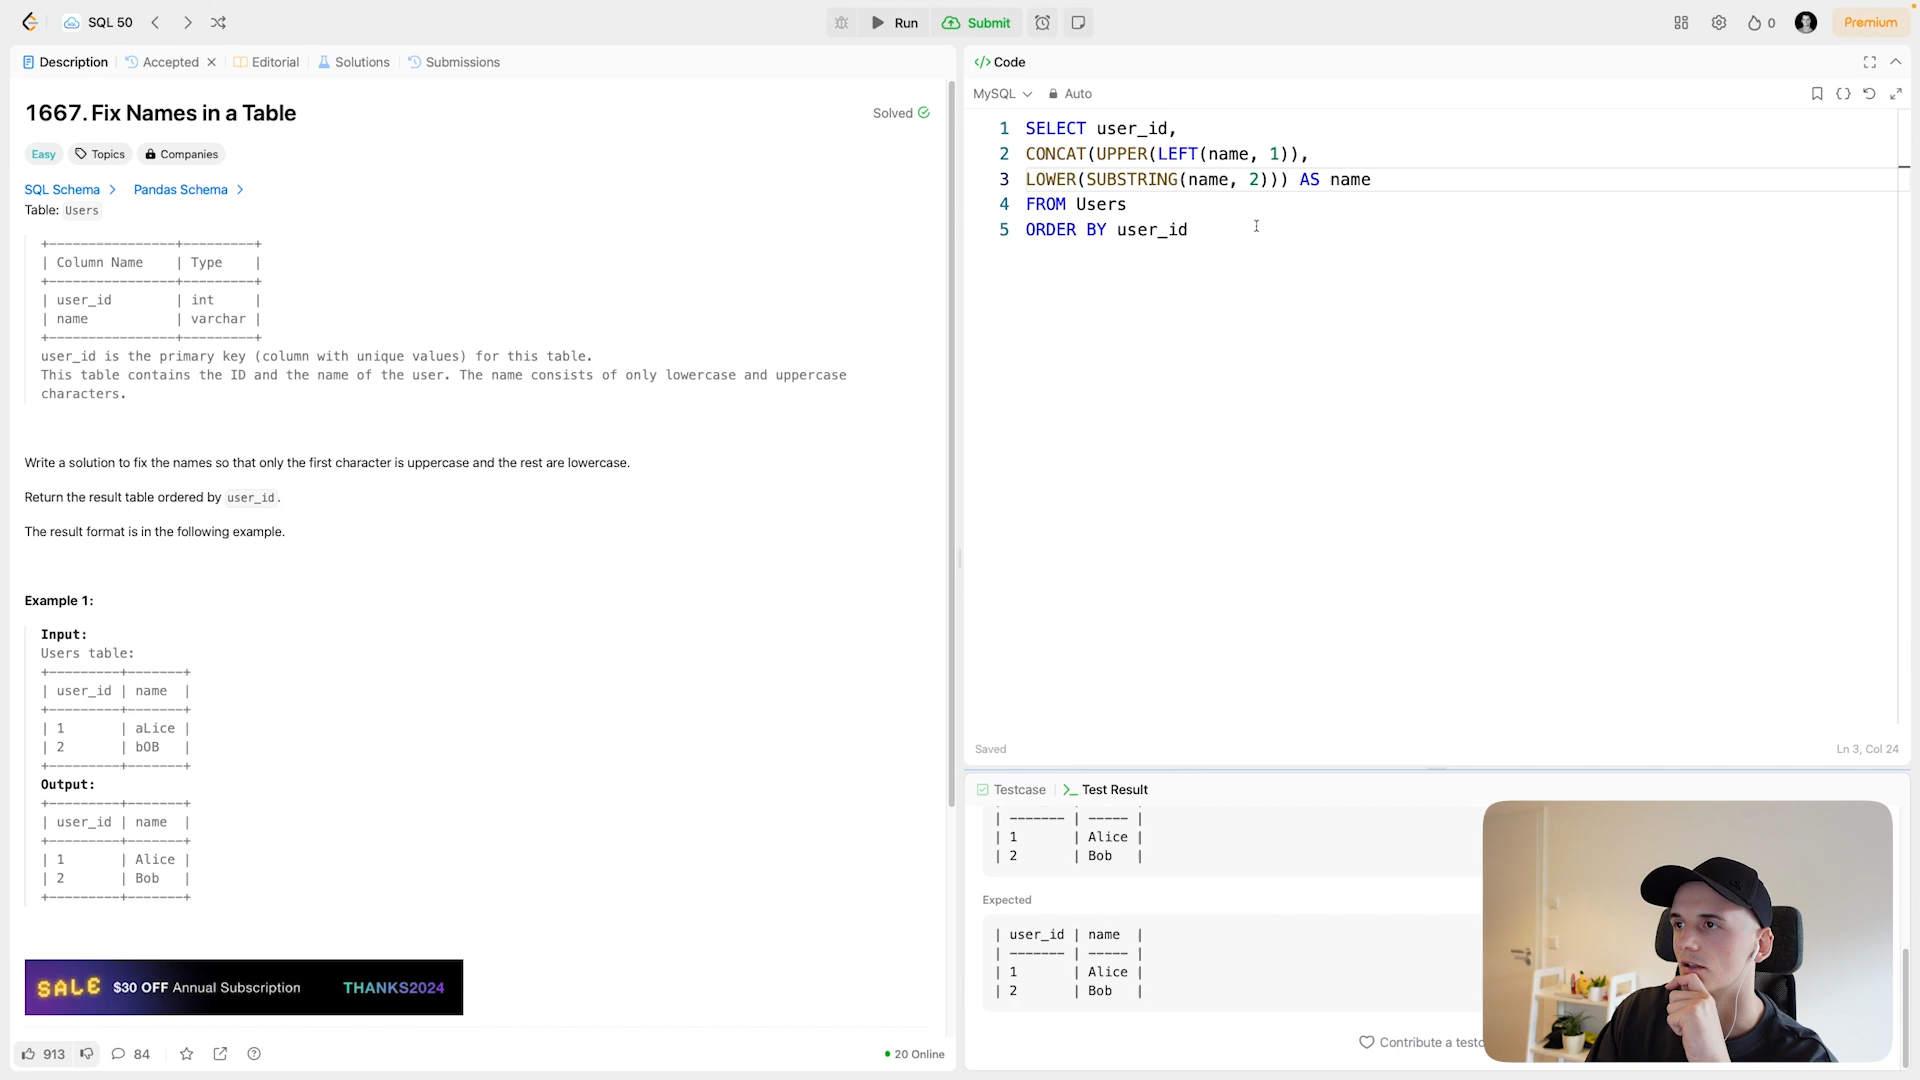 SQL 50
Run
Submit
0
Premium
Description
Accepted
Editorial
Solutions
Submissions
1667. Fix Names in a Table
Solved
Easy
Topics
Companies
SQL Schema
Pandas Schema
Table: Users
+----------------+---------+
| Column Name    | Type    |
+----------------+---------+
| user_id        | int     |
| name           | varchar |
+----------------+---------+
user_id is the primary key (column with unique values) for this table.
This table contains the ID and the name of the user. The name consists of only lowercase and uppercase
characters.
Write a solution to fix the names so that only the first character is uppercase and the rest are lowercase.
Return the result table ordered by user_id.
The result format is in the following example.
Example 1:
Input:
Users table:
+---------+-------+
| user_id | name  |
+---------+-------+
| 1       | aLice |
| 2       | bOB   |
+---------+-------+
Output:
+---------+-------+
| user_id | name  |
+---------+-------+
| 1       | Alice |
| 2       | Bob   |
+---------+-------+
SALE $30 OFF Annual Subscription THANKS2024
913
84
20 Online
</> Code
MySQL
Auto
1 SELECT user_id,
2 CONCAT(UPPER(LEFT(name, 1)),
3 LOWER(SUBSTRING(name, 2))) AS name
4 FROM Users
5 ORDER BY user_id
Saved
Ln 3, Col 24
Testcase
Test Result
| ------- | ----- |
| 1       | Alice |
| 2       | Bob   |
Expected
| user_id | name  |
| ------- | ----- |
| 1       | Alice |
| 2       | Bob   |
Contribute a testc